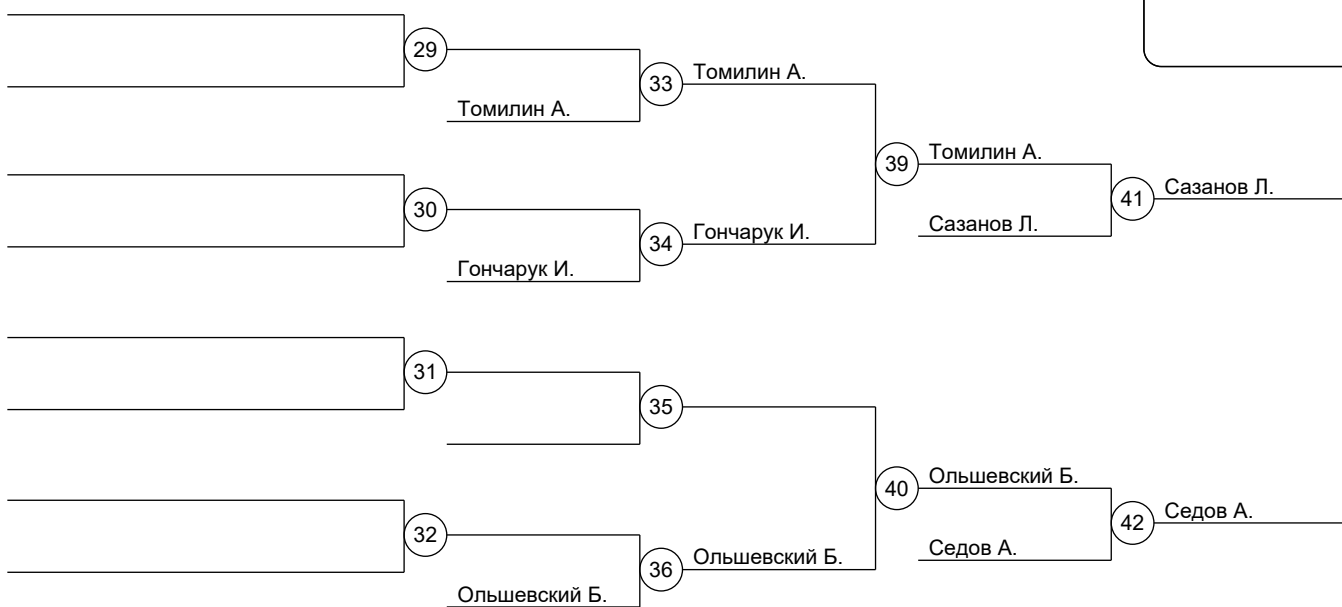 29
Томилин А.
33
Томилин А.
30
Гончарук И.
34
Гончарук И.
39
Томилин А.
Сазанов Л.
41
Сазанов Л.
31
35
32
Ольшевский Б.
36
Ольшевский Б.
40
Ольшевский Б.
Седов А.
42
Седов А.